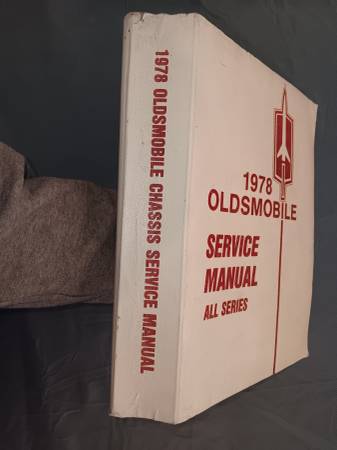 1978 OLDSMOBILE CHASSIS SERVICE MANUAL
1978
OLDSMOBILE
SERVICE
MANUAL
ALL SERIES